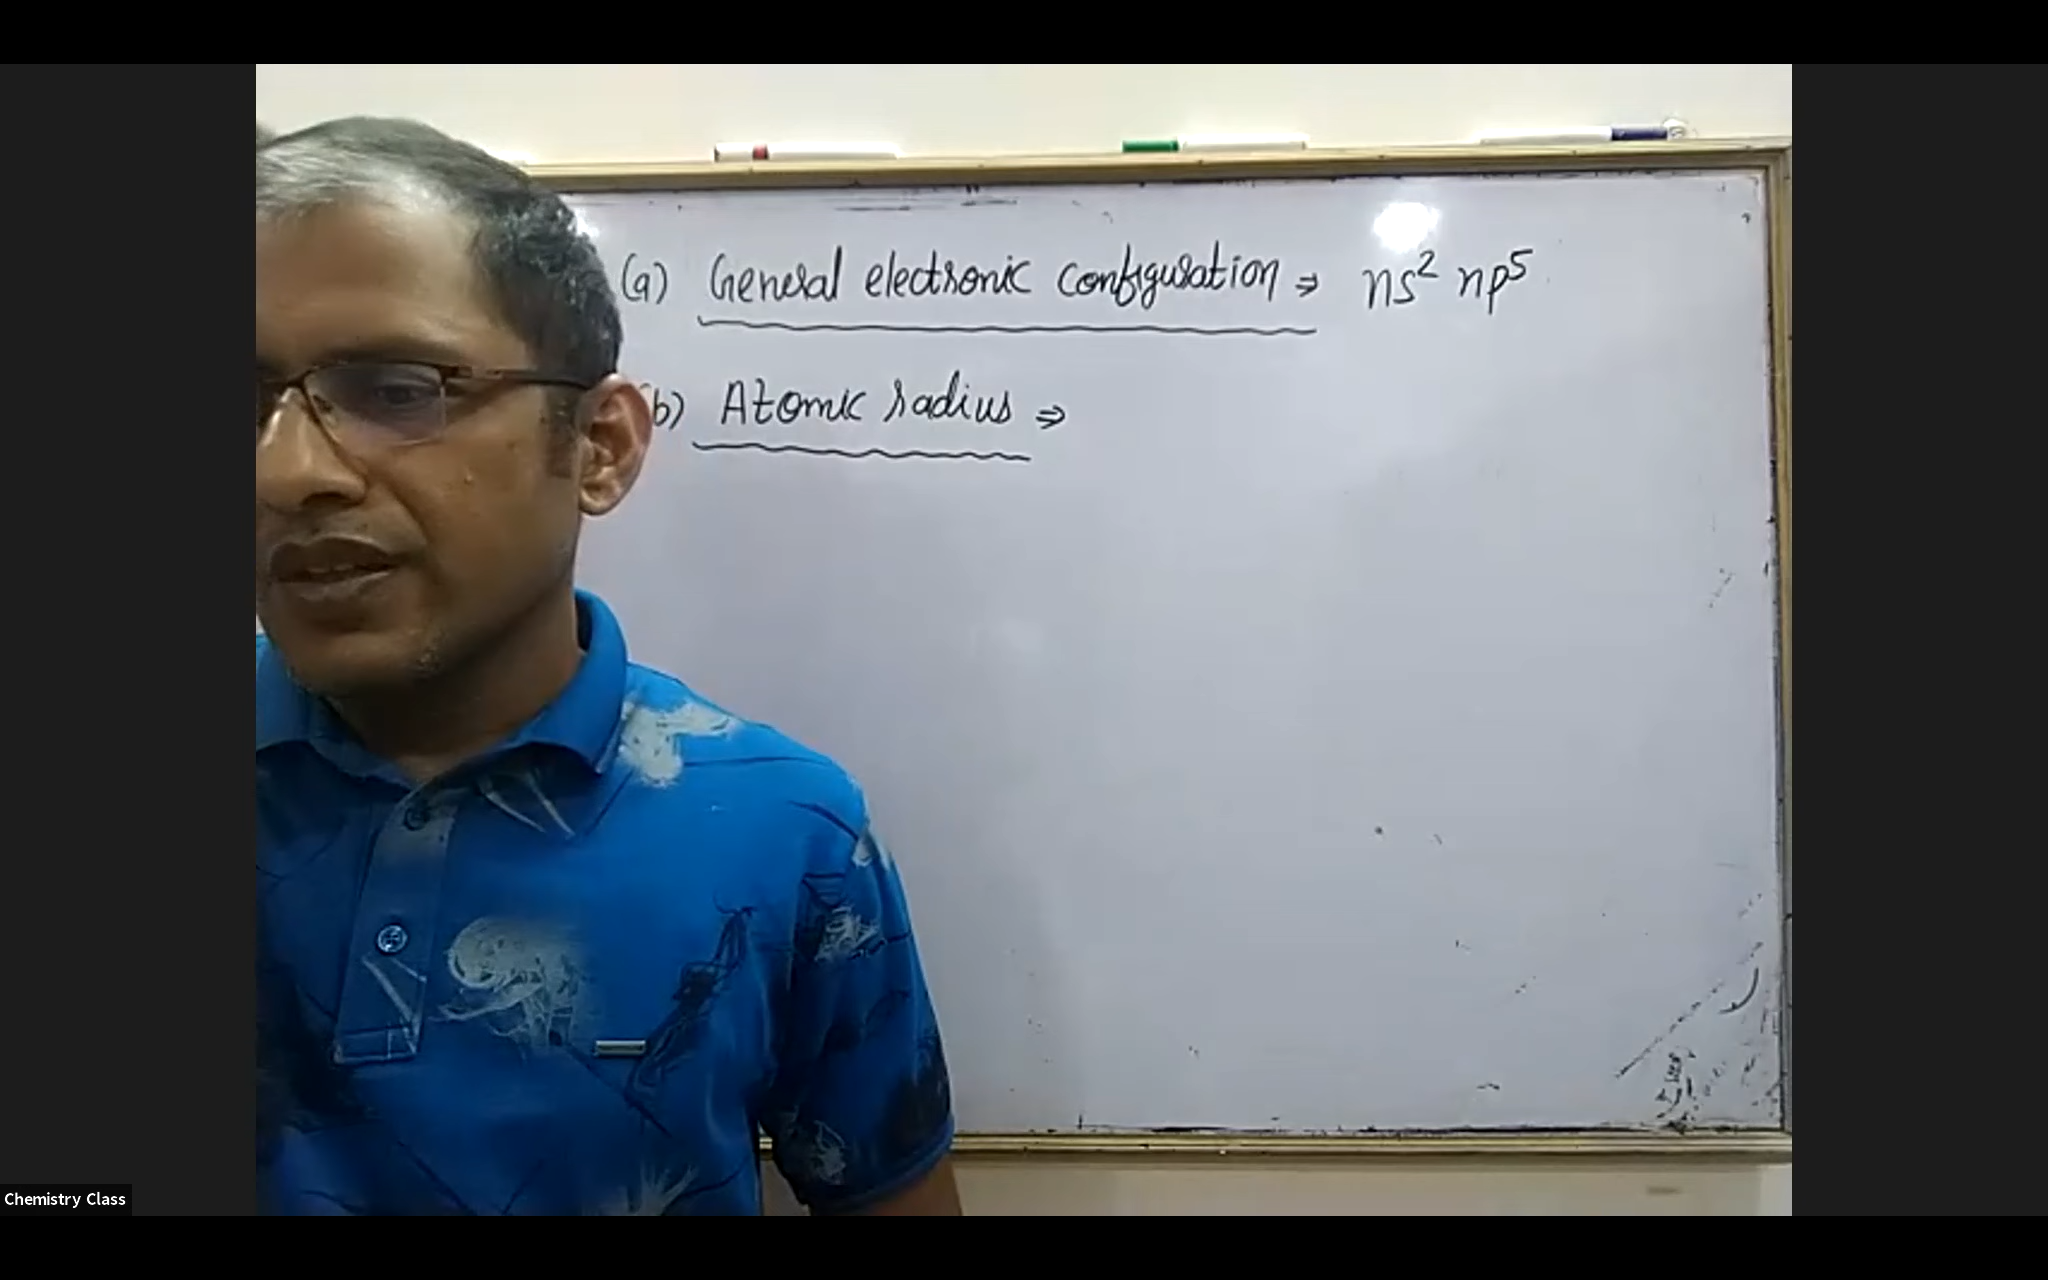 (a) General electronic configuration ⇒ ns² np⁵
b) Atomic radius ⇒
Chemistry Class